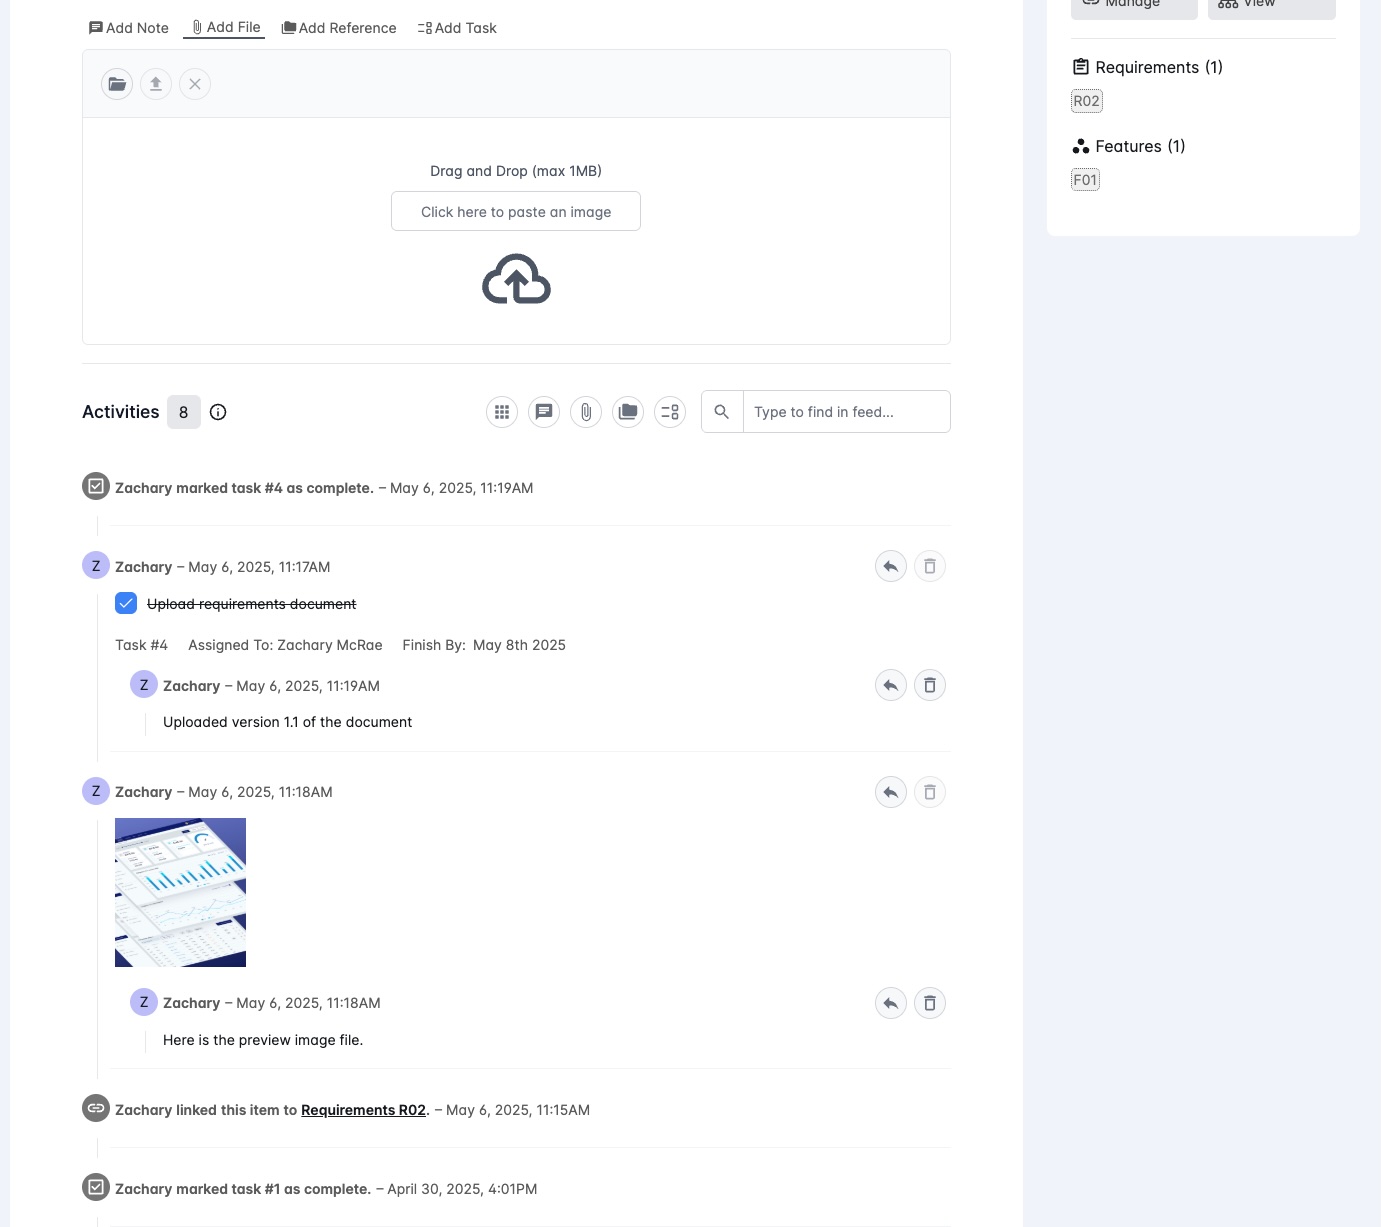 Add Note
Add File
Add Reference
Add Task
Drag and Drop (max 1MB)
Click here to paste an image
Activities 8
Type to find in feed...
Zachary marked task #4 as complete. – May 6, 2025, 11:19AM
Z
Zachary – May 6, 2025, 11:17AM
Upload requirements document
Task #4 Assigned To: Zachary McRae Finish By: May 8th 2025
Z
Zachary – May 6, 2025, 11:19AM
Uploaded version 1.1 of the document
Z
Zachary – May 6, 2025, 11:18AM
Z
Zachary – May 6, 2025, 11:18AM
Here is the preview image file.
Zachary linked this item to Requirements R02. – May 6, 2025, 11:15AM
Zachary marked task #1 as complete. – April 30, 2025, 4:01PM
Manage
View
Requirements (1)
R02
Features (1)
F01